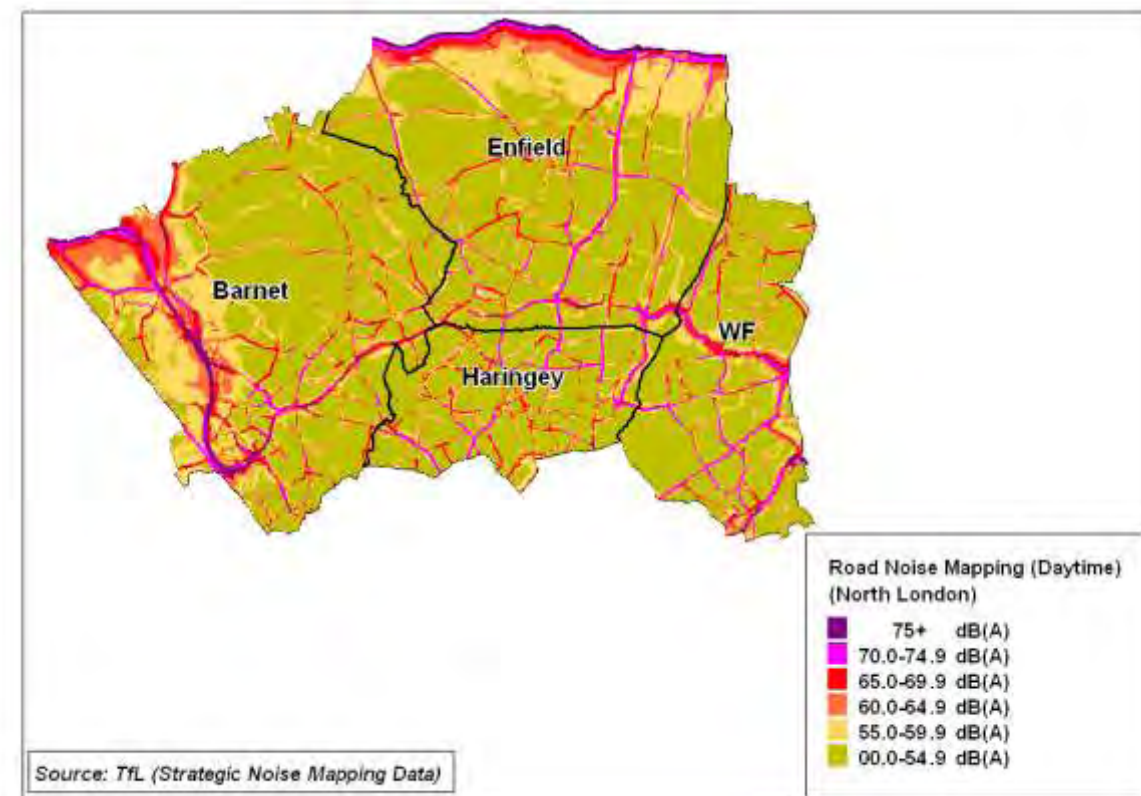 Enfield
Barnet
WF
Haringey
Road Noise Mapping (Daytime)
(North London)
75+ dB(A)
70.0-74.9 dB(A)
65.0-69.9 dB(A)
60.0-64.9 dB(A)
55.0-59.9 dB(A)
00.0-54.9 dB(A)
Source: TfL (Strategic Noise Mapping Data)